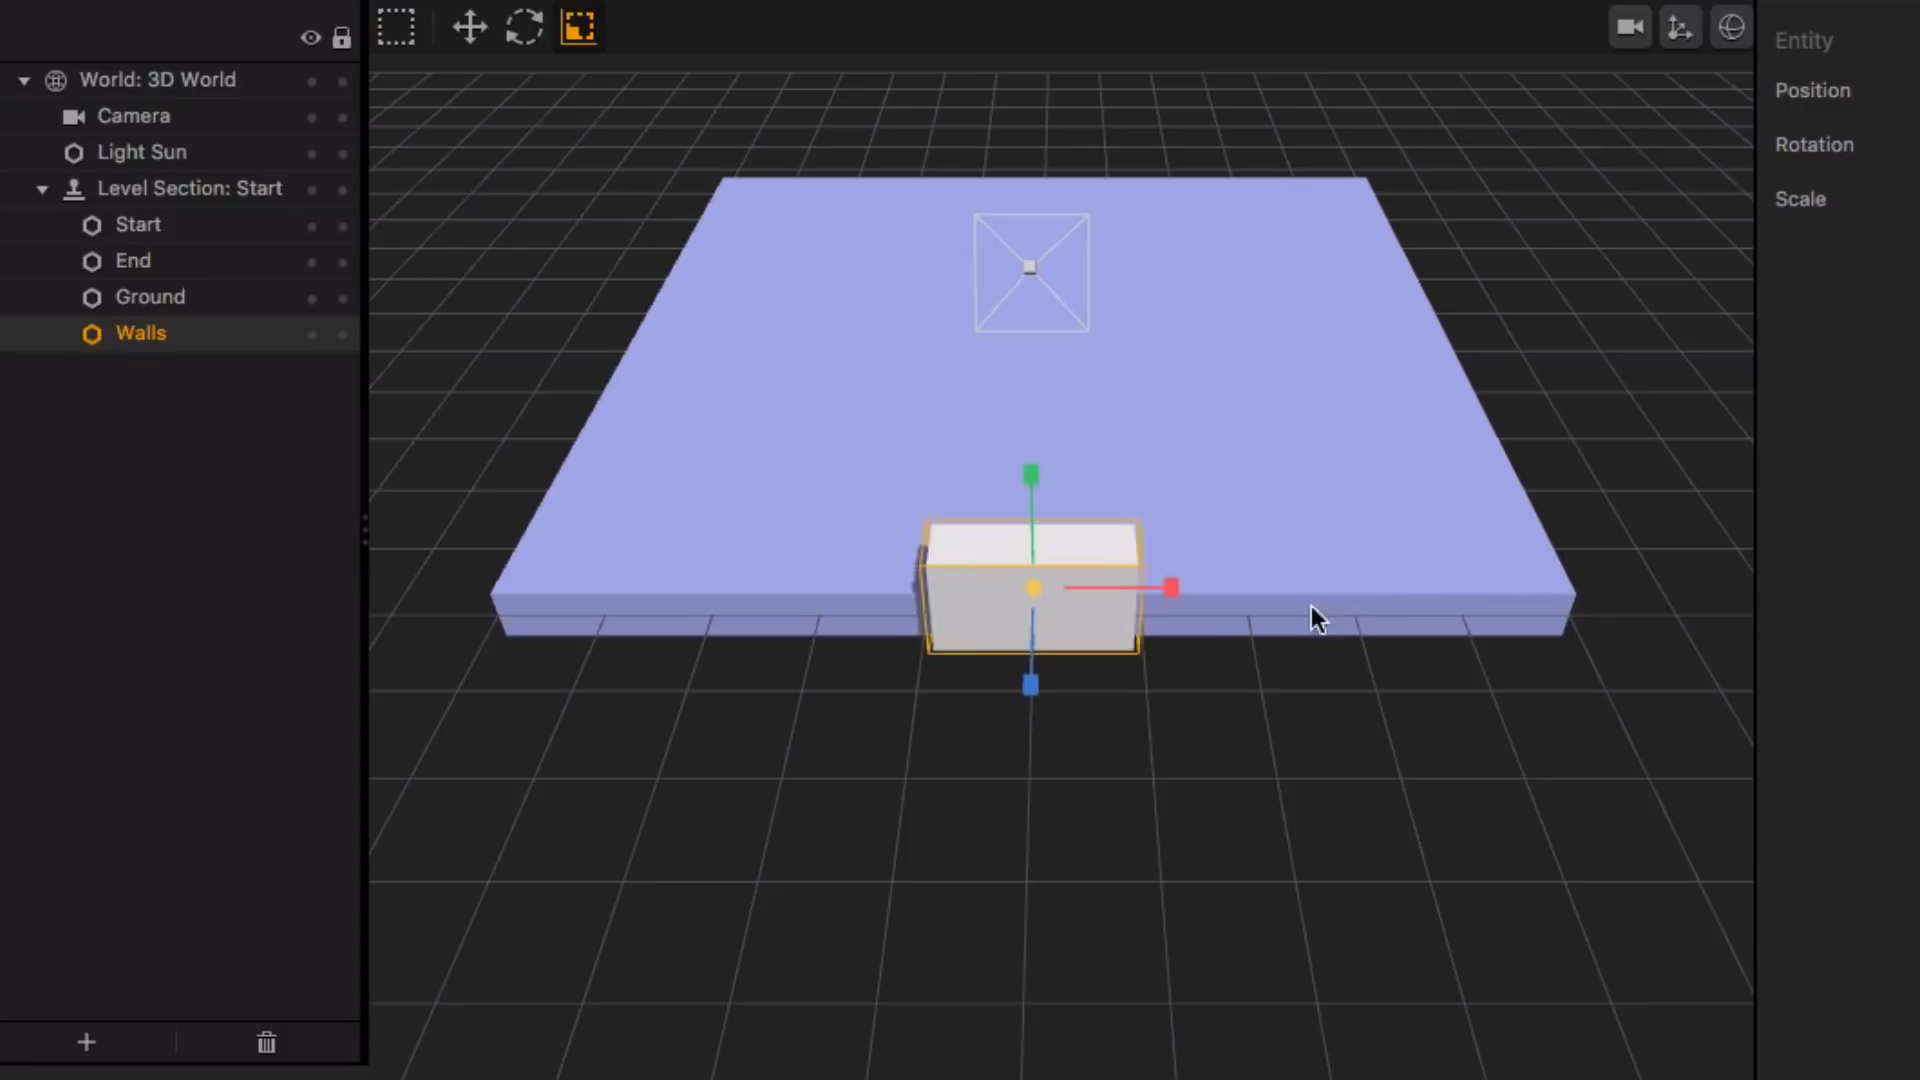 World: 3D World
Camera
Light Sun
Level Section: Start
Start
End
Ground
Walls
Entity
Position
Rotation
Scale